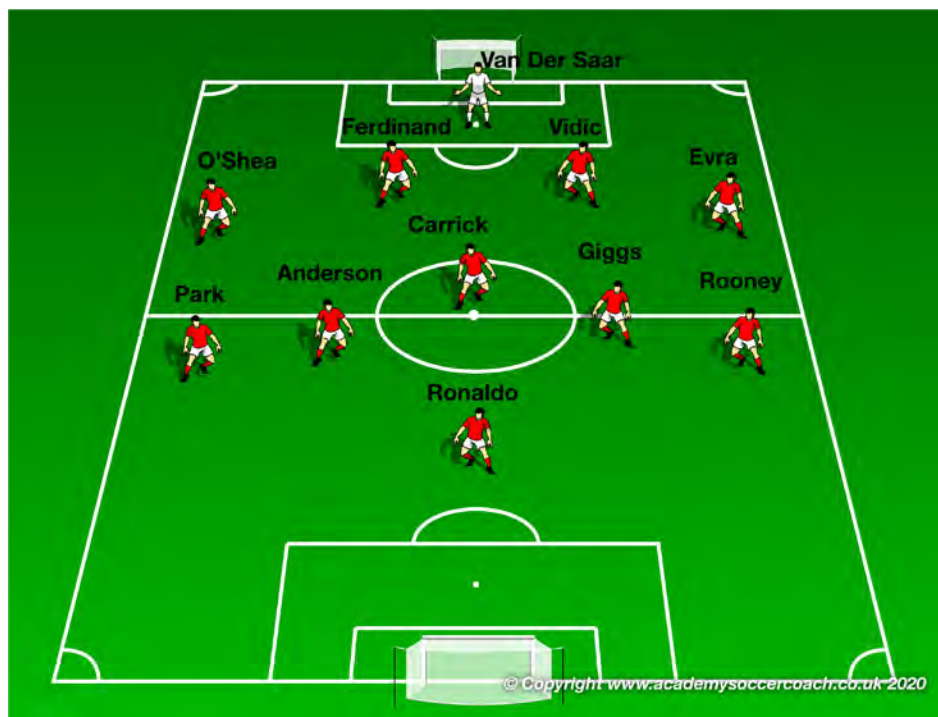 Van Der Saar
Ferdinand
Vidic
O'Shea
Evra
Carrick
Giggs
Anderson
Rooney
Park
Ronaldo
© Copyright www.academysoccercoach.co.uk 2020